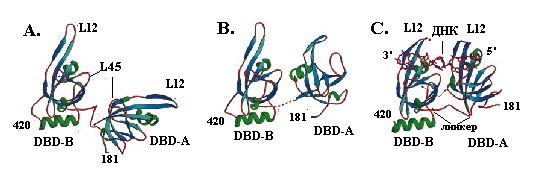 A.
L12
L45
L12
420
DBD-B
181
DBD-A
B.
181
DBD-B
DBD-A
C.
L12
ДНК
L12
3'
5'
420
181
линкер
DBD-B
DBD-A